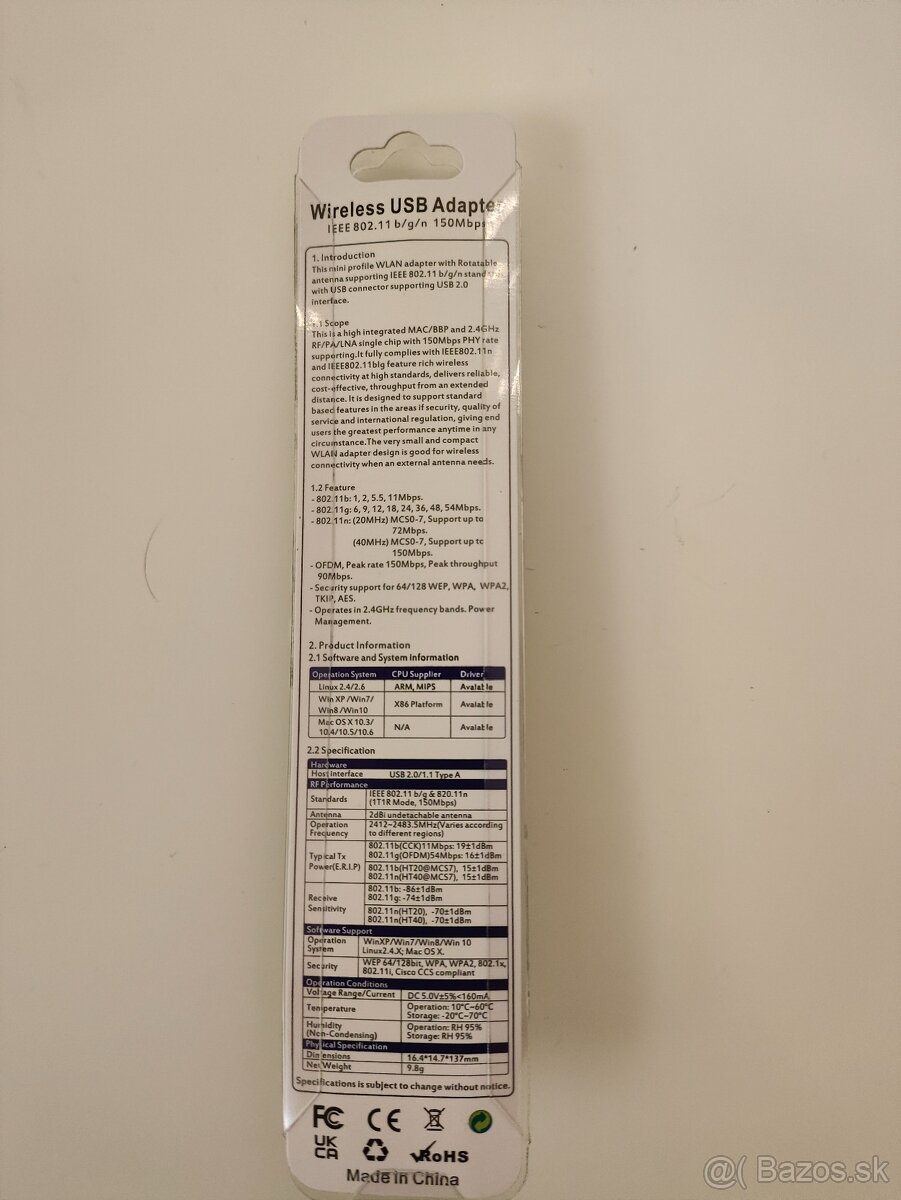 Wireless USB Adapter
IEEE 802.11 b/g/n 150Mbps
1. Introduction
This mini profile WLAN adapter with Rotatable
antenna supporting IEEE 802.11 b/g/n standards
with USB connector supporting USB 2.0
interface.
1.1 Scope
This is a high integrated MAC/BBP and 2.4GHz
RF/PA/LNA single chip with 150Mbps PHY rate
supporting.It fully complies with IEEE802.11n
and IEEE802.11blg feature rich wireless
connectivity at high standards, delivers reliable,
cost-effective, throughput from an extended
distance. It is designed to support standard
based features in the areas if security, quality of
service and international regulation, giving end
users the greatest performance anytime in any
circumstance.The very small and compact
WLAN adapter design is good for wireless
connectivity when an external antenna needs.
1.2 Feature
- 802.11b: 1, 2, 5.5, 11Mbps.
- 802.11g: 6, 9, 12, 18, 24, 36, 48, 54Mbps.
- 802.11n: (20MHz) MCS0-7, Support up to
72Mbps.
(40MHz) MCS0-7, Support up to
150Mbps.
- OFDM, Peak rate 150Mbps, Peak throughput
90Mbps.
- Security support for 64/128 WEP, WPA, WPA2,
TKIP, AES.
- Operates in 2.4GHz frequency bands. Power
Management.
2. Product Information
2.1 Software and System Information
Operation System CPU Supplier Driver
Linux 2.4/2.6 ARM, MIPS Avalable
Win XP /Win7/
Win8 /Win10 X86 Platform Avalable
Mac OS X 10.3/
10.4/10.5/10.6 N/A Avalable
2.2 Specification
Hardware
Host Interface USB 2.0/1.1 Type A
RF Performance
Standards IEEE 802.11 b/g & 820.11n
(1T1R Mode, 150Mbps)
Antenna 2dBi undetachable antenna
Operation
Frequency 2412~2483.5MHz(Varies according
to different regions)
Typical Tx
Power(E.R.I.P) 802.11b(CCK)11Mbps: 19±1dBm
802.11g(OFDM)54Mbps: 16±1dBm
802.11b(HT20@MCS7), 15±1dBm
802.11n(HT40@MCS7), 15±1dBm
Receive
Sensitivity 802.11b: -86±1dBm
802.11g: -74±1dBm
802.11n(HT20), -70±1dBm
802.11n(HT40), -70±1dBm
Software Support
Operation
System WinXP/Win7/Win8/Win 10
Linux2.4.X; Mac OS X.
Security WEP 64/128bit, WPA, WPA2, 802.1x,
802.11i, Cisco CCS compliant
Operation Conditions
Voltage Range/Current DC 5.0V±5%<160mA
Temperature Operation: 10°C~60°C
Storage: -20°C~70°C
Humidity
(Non-Condensing) Operation: RH 95%
Storage: RH 95%
Physical Specification
Dimensions 16.4*14.7*137mm
Net Weight 9.8g
Specifications is subject to change without notice.
FC CE
UK
CA RoHS
Made in China
@( Bazos.sk